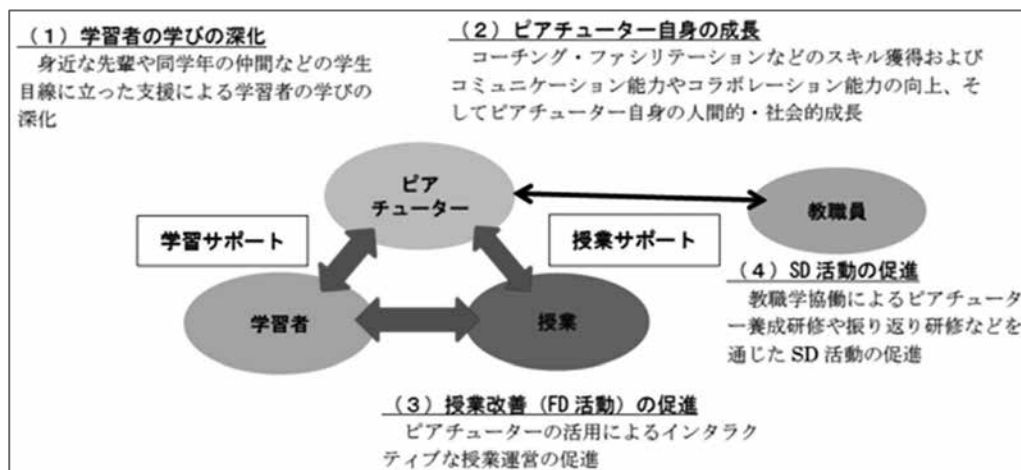 （１）学習者の学びの深化
身近な先輩や同学年の仲間などの学生
目線に立った支援による学習者の学びの
深化
（２）ピアチューター自身の成長
コーチング・ファシリテーションなどのスキル獲得および
コミュニケーション能力やコラボレーション能力の向上、そ
してピアチューター自身の人間的・社会的成長
ピア
チューター
教職員
学習サポート
授業サポート
学習者
授業
（４）SD 活動の促進
教職学協働によるピアチュータ
ー養成研修や振り返り研修などを
通じた SD 活動の促進
（３）授業改善（FD 活動）の促進
ピアチューターの活用によるインタラク
ティブな授業運営の促進